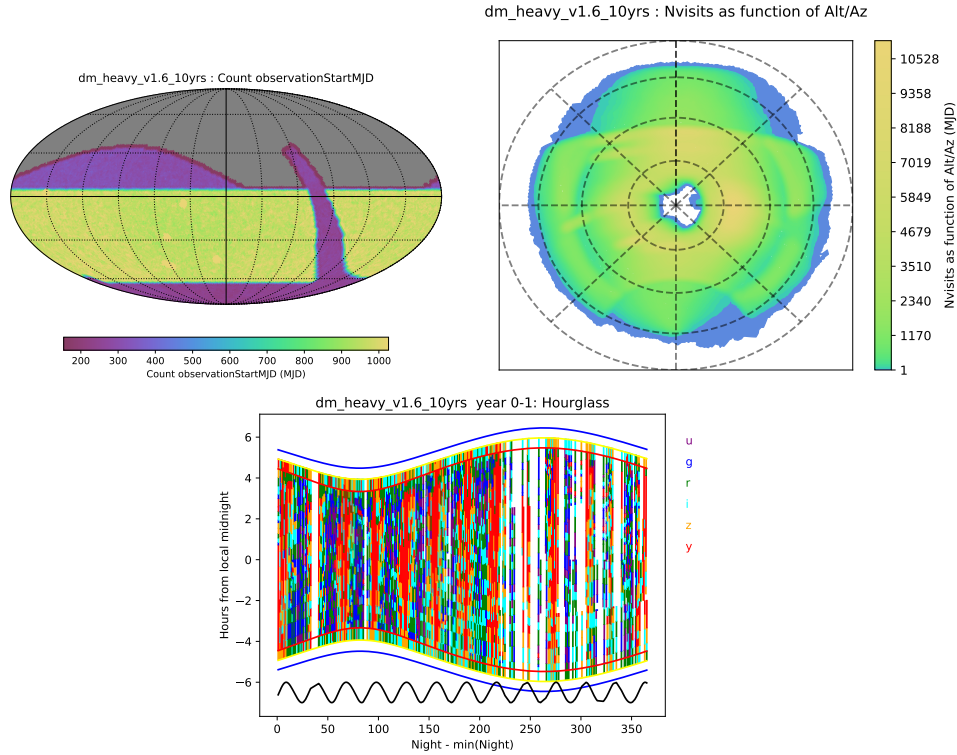 dm_heavy_v1.6_10yrs : Nvisits as function of Alt/Az
dm_heavy_v1.6_10yrs : Count observationStartMJD
200 300 400 500 600 700 800 900 1000
Count observationStartMJD (MJD)
10528
9358
8188
7019
5849
4679
3510
2340
1170
1
Nvisits as function of Alt/Az (MJD)
dm_heavy_v1.6_10yrs year 0-1: Hourglass
6
4
2
0
−2
−4
−6
Hours from local midnight
0 50 100 150 200 250 300 350
Night - min(Night)
u
g
r
i
z
y